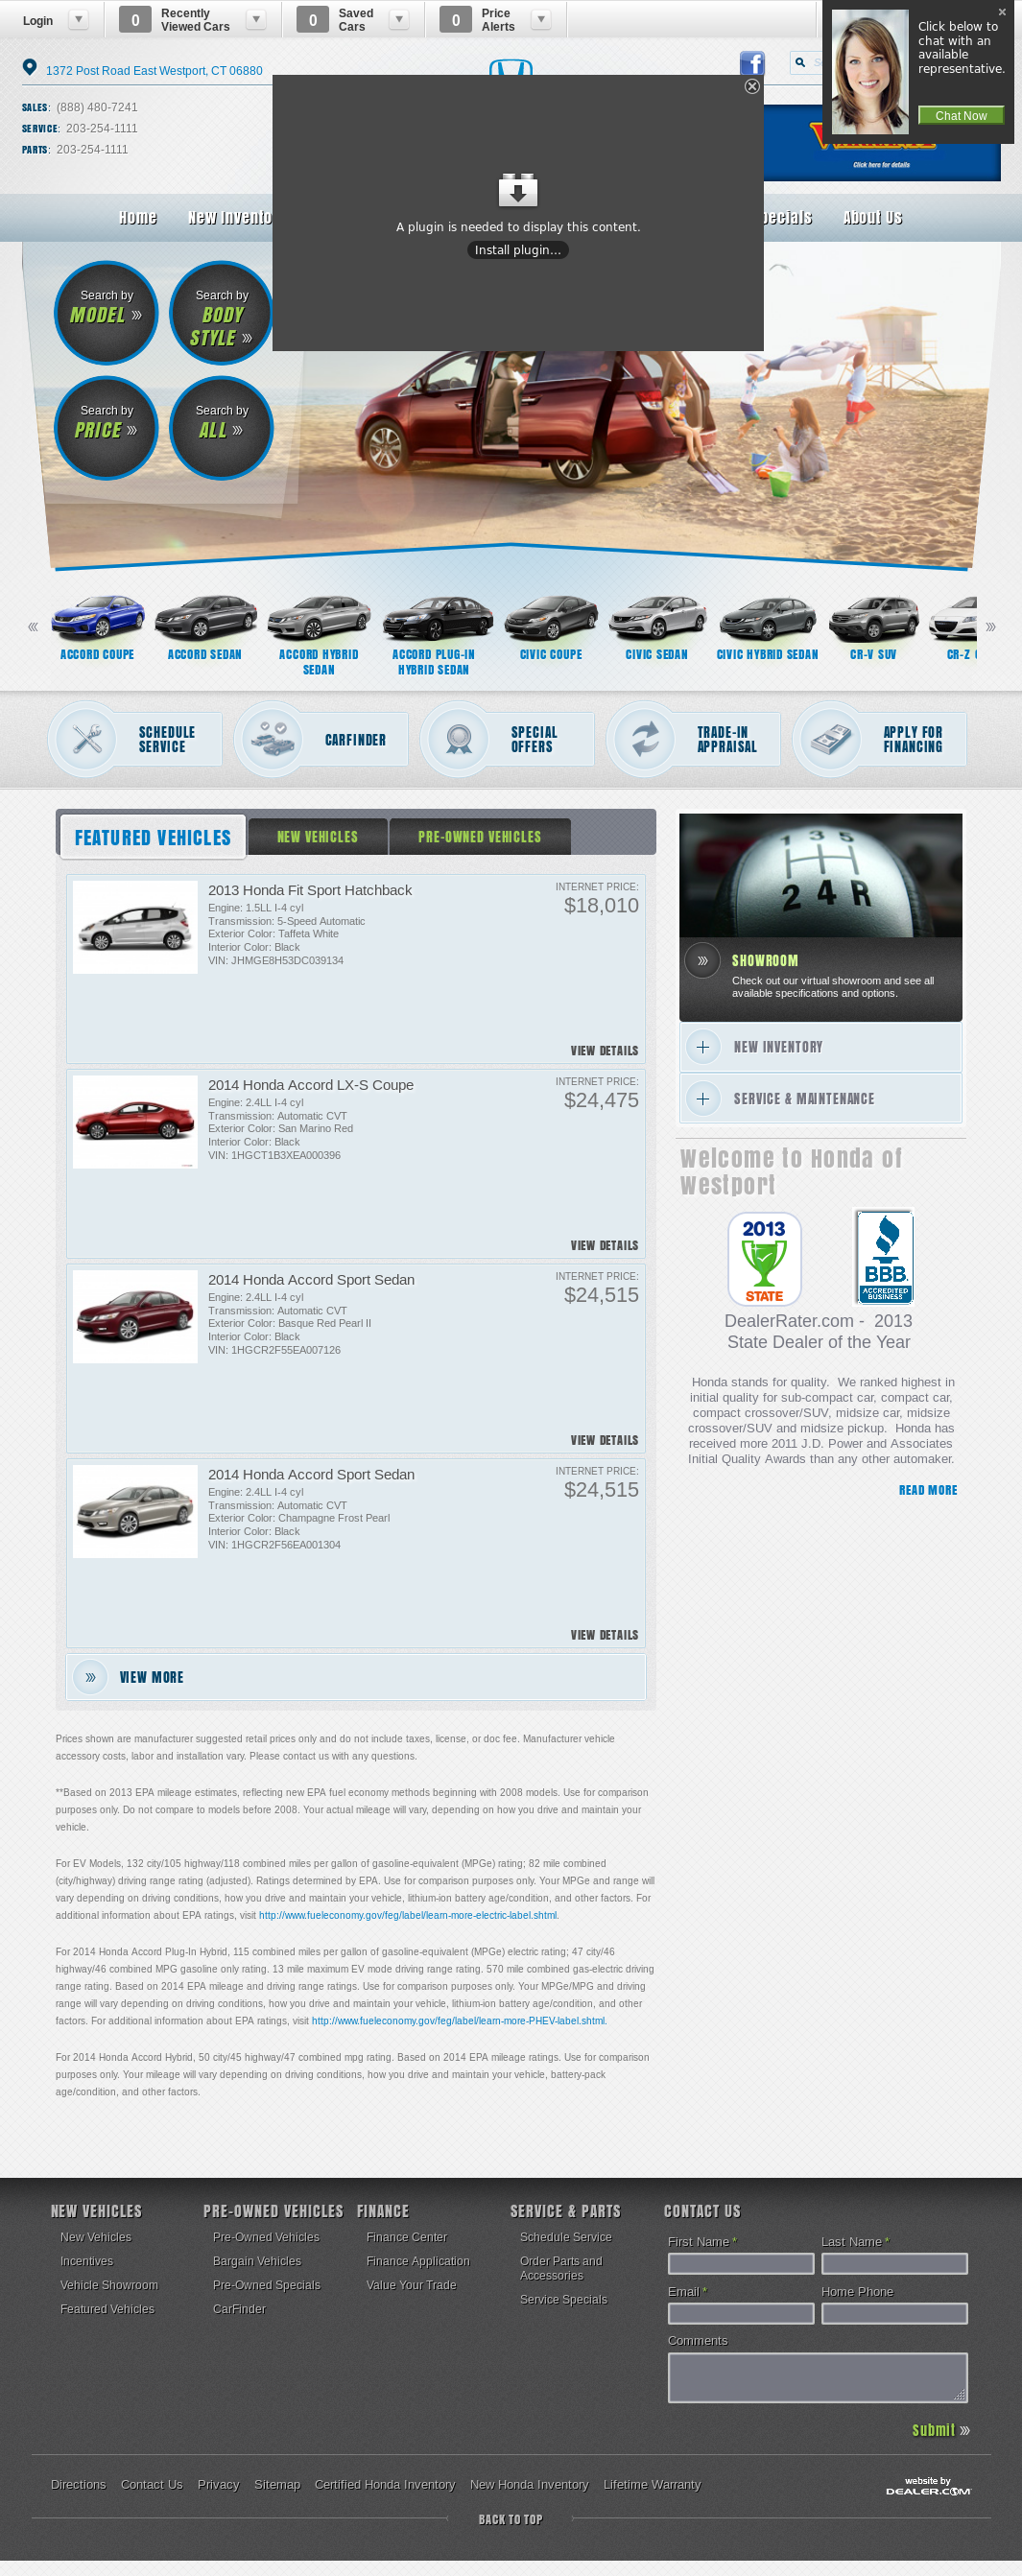 Login
0
Recently
Viewed Cars
0
Saved
Cars
0
Price
Alerts
Click below to
chat with an
available
representative.
Chat Now
1372 Post Road East Westport, CT 06880
SALES: (888) 480-7241
SERVICE: 203-254-1111
PARTS: 203-254-1111
Click here for details
Home
New Invento
pecials
About Us
A plugin is needed to display this content.
Install plugin...
Search by
MODEL
Search by
BODY
STYLE
Search by
PRICE
Search by
ALL
ACCORD COUPE
ACCORD SEDAN
ACCORD HYBRID
SEDAN
ACCORD PLUG-IN
HYBRID SEDAN
CIVIC COUPE
CIVIC SEDAN
CIVIC HYBRID SEDAN
CR-V SUV
CR-Z
SCHEDULE
SERVICE
CARFINDER
SPECIAL
OFFERS
TRADE-IN
APPRAISAL
APPLY FOR
FINANCING
FEATURED VEHICLES
NEW VEHICLES
PRE-OWNED VEHICLES
2013 Honda Fit Sport Hatchback
Engine: 1.5LL I-4 cyl
Transmission: 5-Speed Automatic
Exterior Color: Taffeta White
Interior Color: Black
VIN: JHMGE8H53DC039134
INTERNET PRICE:
$18,010
VIEW DETAILS
2014 Honda Accord LX-S Coupe
Engine: 2.4LL I-4 cyl
Transmission: Automatic CVT
Exterior Color: San Marino Red
Interior Color: Black
VIN: 1HGCT1B3XEA000396
INTERNET PRICE:
$24,475
VIEW DETAILS
2014 Honda Accord Sport Sedan
Engine: 2.4LL I-4 cyl
Transmission: Automatic CVT
Exterior Color: Basque Red Pearl II
Interior Color: Black
VIN: 1HGCR2F55EA007126
INTERNET PRICE:
$24,515
VIEW DETAILS
2014 Honda Accord Sport Sedan
Engine: 2.4LL I-4 cyl
Transmission: Automatic CVT
Exterior Color: Champagne Frost Pearl
Interior Color: Black
VIN: 1HGCR2F56EA001304
INTERNET PRICE:
$24,515
VIEW DETAILS
VIEW MORE
3 5
2 4 R
SHOWROOM
Check out our virtual showroom and see all
available specifications and options.
NEW INVENTORY
SERVICE & MAINTENANCE
Welcome to Honda of
Westport
2013
STATE
BBB.
ACCREDITED
BUSINESS
DealerRater.com - 2013
State Dealer of the Year
Honda stands for quality. We ranked highest in
initial quality for sub-compact car, compact car,
compact crossover/SUV, midsize car, midsize
crossover/SUV and midsize pickup. Honda has
received more 2011 J.D. Power and Associates
Initial Quality Awards than any other automaker.
READ MORE
Prices shown are manufacturer suggested retail prices only and do not include taxes, license, or doc fee. Manufacturer vehicle
accessory costs, labor and installation vary. Please contact us with any questions.
**Based on 2013 EPA mileage estimates, reflecting new EPA fuel economy methods beginning with 2008 models. Use for comparison
purposes only. Do not compare to models before 2008. Your actual mileage will vary, depending on how you drive and maintain your
vehicle.
For EV Models, 132 city/105 highway/118 combined miles per gallon of gasoline-equivalent (MPGe) rating; 82 mile combined
(city/highway) driving range rating (adjusted). Ratings determined by EPA. Use for comparison purposes only. Your MPGe and range will
vary depending on driving conditions, how you drive and maintain your vehicle, lithium-ion battery age/condition, and other factors. For
additional information about EPA ratings, visit http://www.fueleconomy.gov/feg/label/learn-more-electric-label.shtml.
For 2014 Honda Accord Plug-In Hybrid, 115 combined miles per gallon of gasoline-equivalent (MPGe) electric rating; 47 city/46
highway/46 combined MPG gasoline only rating. 13 mile maximum EV mode driving range rating. 570 mile combined gas-electric driving
range rating. Based on 2014 EPA mileage and driving range ratings. Use for comparison purposes only. Your MPGe/MPG and driving
range will vary depending on driving conditions, how you drive and maintain your vehicle, lithium-ion battery age/condition, and other
factors. For additional information about EPA ratings, visit http://www.fueleconomy.gov/feg/label/learn-more-PHEV-label.shtml.
For 2014 Honda Accord Hybrid, 50 city/45 highway/47 combined mpg rating. Based on 2014 EPA mileage ratings. Use for comparison
purposes only. Your mileage will vary depending on driving conditions, how you drive and maintain your vehicle, battery-pack
age/condition, and other factors.
NEW VEHICLES
New Vehicles
Incentives
Vehicle Showroom
Featured Vehicles
PRE-OWNED VEHICLES
Pre-Owned Vehicles
Bargain Vehicles
Pre-Owned Specials
CarFinder
FINANCE
Finance Center
Finance Application
Value Your Trade
SERVICE & PARTS
Schedule Service
Order Parts and
Accessories
Service Specials
CONTACT US
First Name *
Last Name *
Email *
Home Phone
Comments
Submit
Directions
Contact Us
Privacy
Sitemap
Certified Honda Inventory
New Honda Inventory
Lifetime Warranty
website by
DEALER.COM
BACK TO TOP